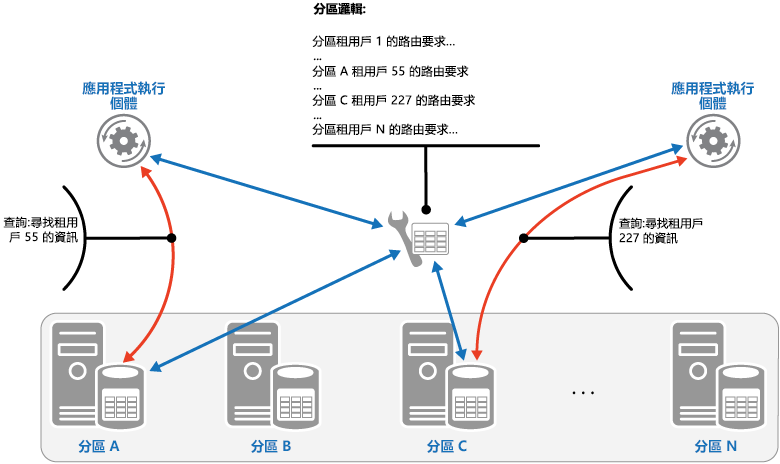 分區邏輯:
分區租用戶 1 的路由要求...
...
分區 A 租用戶 55 的路由要求
...
分區 C 租用戶 227 的路由要求
...
分區租用戶 N 的路由要求...
應用程式執行
個體
應用程式執行
個體
查詢:尋找租用
戶 55 的資訊
查詢:尋找租用戶
227 的資訊
...
分區 A
分區 B
分區 C
分區 N